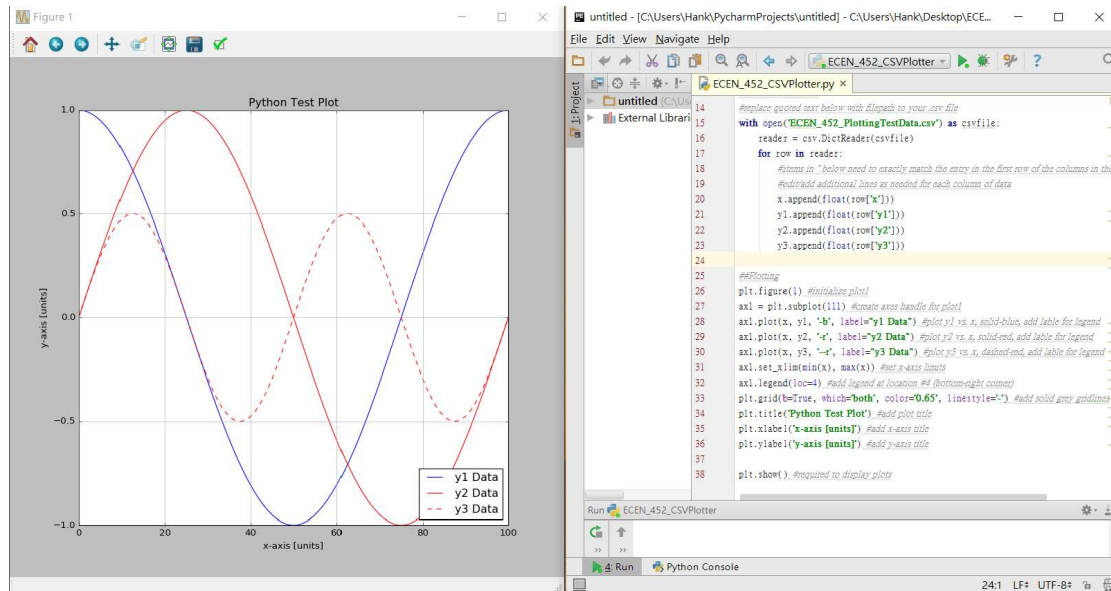 Figure 1
Python Test Plot
1.0
0.5
0.0
−0.5
−1.0
y-axis [units]
0
20
40
60
80
100
x-axis [units]
y1 Data
y2 Data
y3 Data
untitled - [C:\Users\Hank\PycharmProjects\untitled] - C:\Users\Hank\Desktop\ECE...
File Edit View Navigate Help
ECEN_452_CSVPlotter
1: Project
untitled (C:\Us
External Librari
ECEN_452_CSVPlotter.py
14 #replace quoted text below with filepath to your .csv file
15 with open('ECEN_452_PlottingTestData.csv') as csvfile:
16 reader = csv.DictReader(csvfile)
17 for row in reader:
18 #items in '' below need to exactly match the entry in the first row of the columns in the
19 #edit/add additional lines as needed for each column of data
20 x.append(float(row['x']))
21 y1.append(float(row['y1']))
22 y2.append(float(row['y2']))
23 y3.append(float(row['y3']))
24
25 ##Plotting
26 plt.figure(1) #initialize plot1
27 ax1 = plt.subplot(111) #create axes handle for plot1
28 ax1.plot(x, y1, '-b', label="y1 Data") #plot y1 vs. x, solid-blue, add lable for legend
29 ax1.plot(x, y2, '-r', label="y2 Data") #plot y2 vs. x, solid-red, add lable for legend
30 ax1.plot(x, y3, '--r', label="y3 Data") #plot y3 vs. x, dashed-red, add lable for legend
31 ax1.set_xlim(min(x), max(x)) #set x-axis limits
32 ax1.legend(loc=4) #add legend at location #4 (bottom-right corner)
33 plt.grid(b=True, which='both', color='0.65', linestyle='-') #add solid grey gridlines
34 plt.title('Python Test Plot') #add plot title
35 plt.xlabel('x-axis [units]') #add x-axis title
36 plt.ylabel('y-axis [units]') #add y-axis title
37
38 plt.show() #required to display plots
Run ECEN_452_CSVPlotter
4: Run Python Console
24:1 LF UTF-8